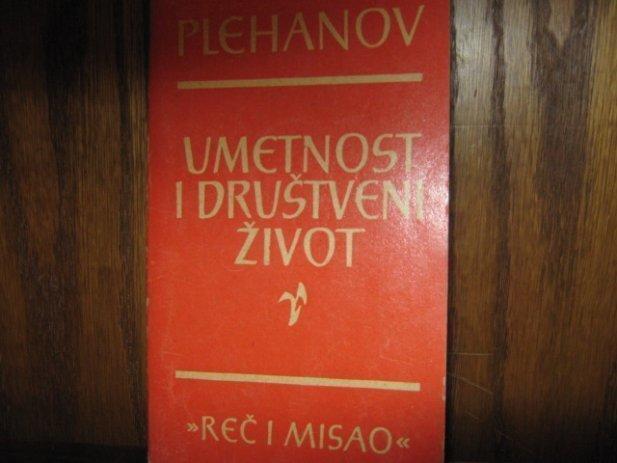 PLEHANOV
UMETNOST
I DRUŠTVENI
ŽIVOT
»REČ I MISAO«